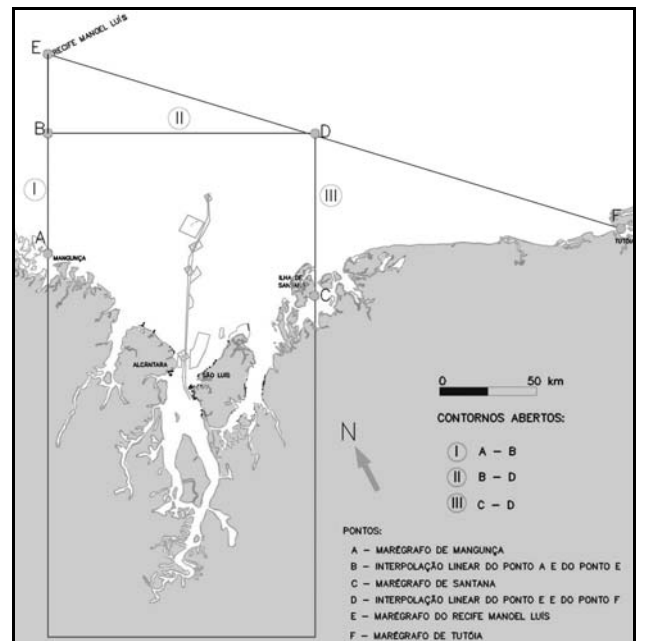 E
RECIFE MANOEL LUÍS
B
II
D
I
III
F
TUTÓIA
A
MANGUNÇA
ILHA DE
SANTANA
C
ALCÂNTARA
SÃO LUÍS
0 50 km
CONTORNOS ABERTOS:
N
I A – B
II B – D
III C – D
PONTOS:
A – MARÉGRAFO DE MANGUNÇA
B – INTERPOLAÇÃO LINEAR DO PONTO A E DO PONTO E
C – MARÉGRAFO DE SANTANA
D – INTERPOLAÇÃO LINEAR DO PONTO E E DO PONTO F
E – MARÉGRAFO DO RECIFE MANOEL LUÍS
F – MARÉGRAFO DE TUTÓIA